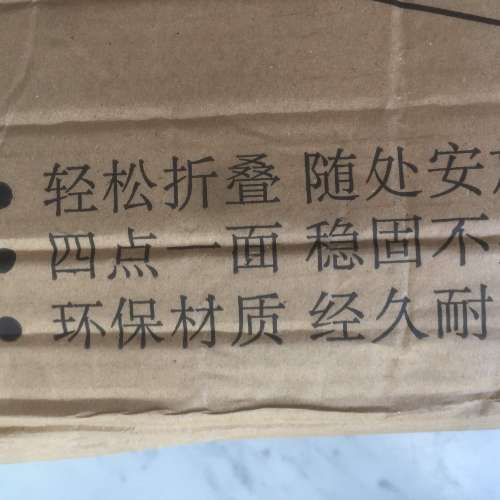 ● 轻松折叠 随处安
● 四点一面 稳固不
● 环保材质 经久耐